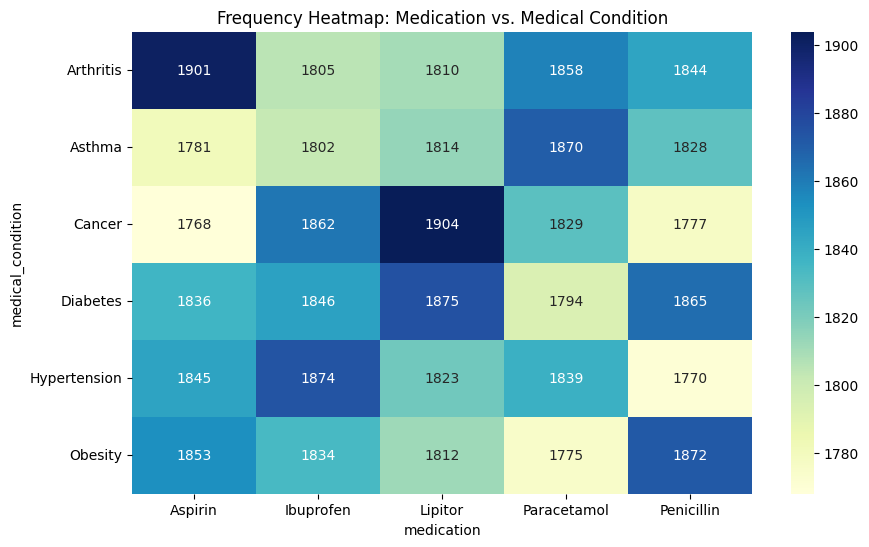 Frequency Heatmap: Medication vs. Medical Condition
medical_condition
Arthritis 1901 1805 1810 1858 1844
Asthma 1781 1802 1814 1870 1828
Cancer 1768 1862 1904 1829 1777
Diabetes 1836 1846 1875 1794 1865
Hypertension 1845 1874 1823 1839 1770
Obesity 1853 1834 1812 1775 1872
Aspirin Ibuprofen Lipitor Paracetamol Penicillin
medication
1900
1880
1860
1840
1820
1800
1780